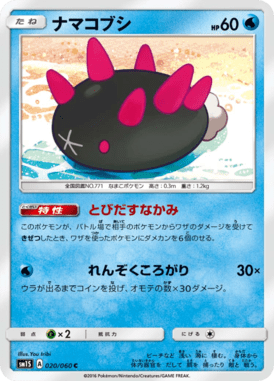 たね ナマコブシ HP60
全国図鑑NO.771 なまこポケモン 高さ：0.3m 重さ：1.2kg
特性 とびだすなかみ
このポケモンが、バトル場で相手のポケモンからワザのダメージを受けて
きぜつしたとき、ワザを使ったポケモンにダメカンを6個のせる。
れんぞくころがり 30×
ウラが出るまでコインを投げ、オモテの数×30ダメージ。
弱点 ×2 抵抗力 にげる
Illus. You Iribi
SM1S A 020/060 C
©2016 Pokémon/Nintendo/Creatures/GAME FREAK.